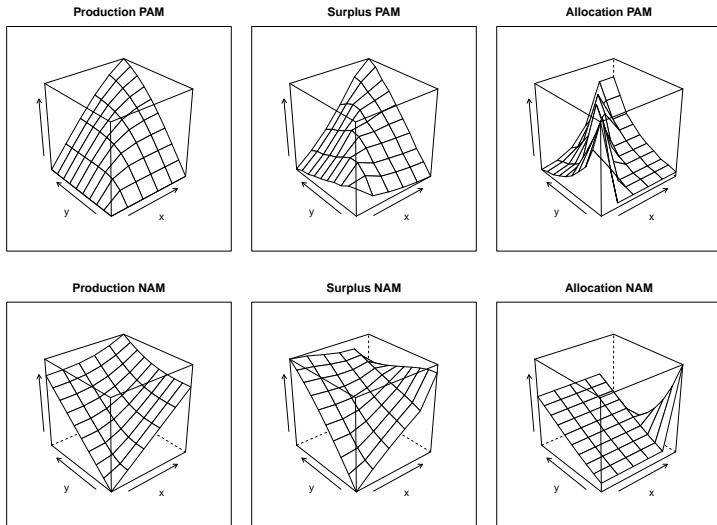 Production PAM
Surplus PAM
Allocation PAM
y
x
y
x
y
x
Production NAM
Surplus NAM
Allocation NAM
y
x
y
x
y
x